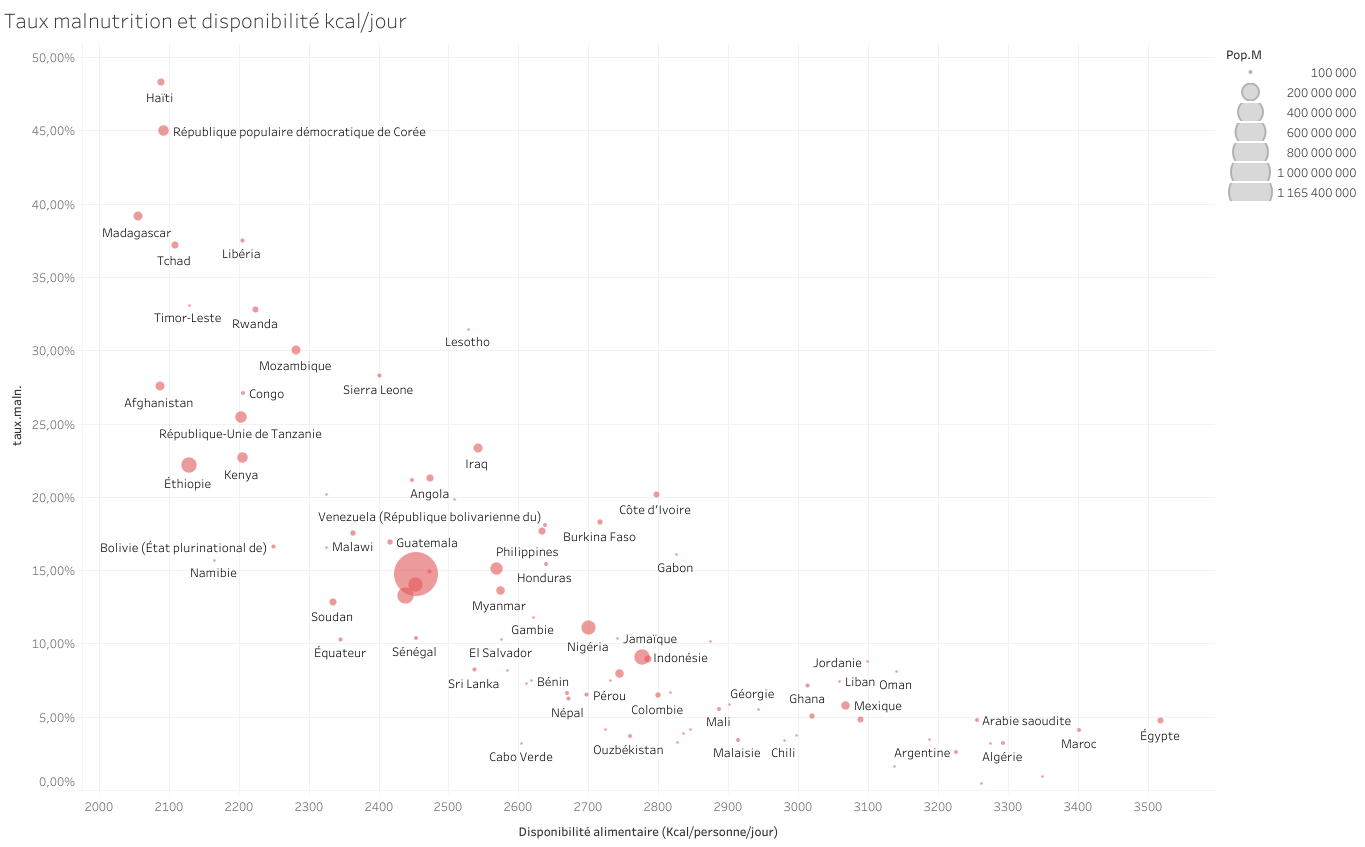 Taux malnutrition et disponibilité kcal/jour
Pop.M
100 000
200 000 000
400 000 000
600 000 000
800 000 000
1 000 000 000
1 165 400 000
taux.maln.
50,00%
45,00%
40,00%
35,00%
30,00%
25,00%
20,00%
15,00%
10,00%
5,00%
0,00%
Haïti
République populaire démocratique de Corée
Madagascar
Libéria
Tchad
Timor-Leste
Rwanda
Lesotho
Mozambique
Sierra Leone
Congo
Afghanistan
République-Unie de Tanzanie
Iraq
Kenya
Éthiopie
Angola
Côte d'Ivoire
Venezuela (République bolivarienne du)
Burkina Faso
Guatemala
Bolivie (État plurinational de)
Malawi
Philippines
Gabon
Namibie
Honduras
Myanmar
Soudan
Gambie
Jamaïque
Nigéria
Équateur
Sénégal
El Salvador
Indonésie
Jordanie
Sri Lanka
Bénin
Liban
Oman
Pérou
Géorgie
Ghana
Mexique
Népal
Colombie
Mali
Arabie saoudite
Égypte
Maroc
Ouzbékistan
Malaisie
Chili
Argentine
Algérie
Cabo Verde
2000
2100
2200
2300
2400
2500
2600
2700
2800
2900
3000
3100
3200
3300
3400
3500
Disponibilité alimentaire (Kcal/personne/jour)